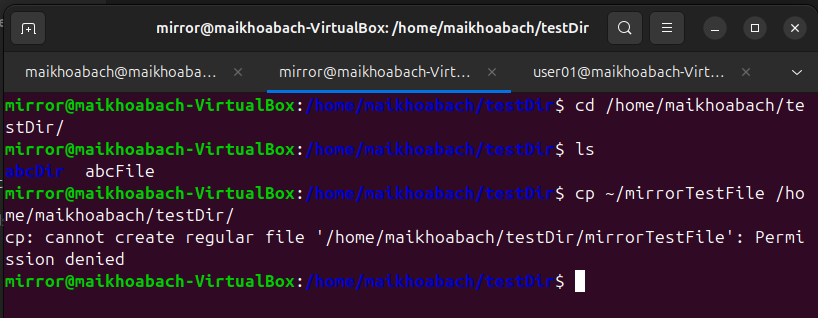 mirror@maikhoabach-VirtualBox: /home/maikhoabach/testDir
maikhoabach@maikhoaba...
mirror@maikhoabach-Virt...
user01@maikhoabach-Virt...
mirror@maikhoabach-VirtualBox:/home/maikhoabach/testDir$ cd /home/maikhoabach/te
stDir/
mirror@maikhoabach-VirtualBox:/home/maikhoabach/testDir$ ls
abcDir  abcFile
mirror@maikhoabach-VirtualBox:/home/maikhoabach/testDir$ cp ~/mirrorTestFile /ho
me/maikhoabach/testDir/
cp: cannot create regular file '/home/maikhoabach/testDir/mirrorTestFile': Permi
ssion denied
mirror@maikhoabach-VirtualBox:/home/maikhoabach/testDir$